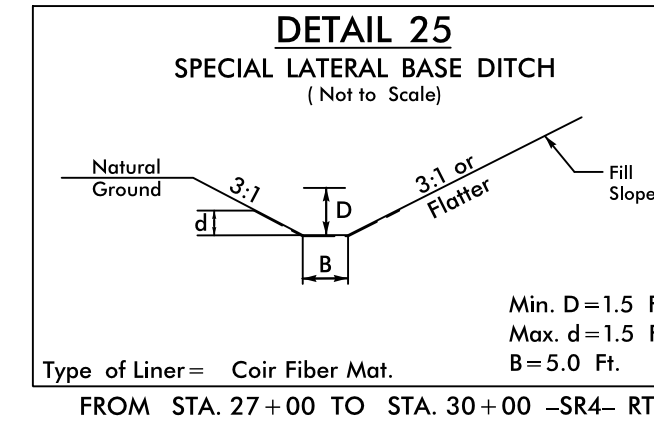 DETAIL 25
SPECIAL LATERAL BASE DITCH
( Not to Scale)
Natural
Ground
3:1
D
d
B
3:1 or
Flatter
Fill
Slope
Min. D=1.5 F
Max. d=1.5 F
B=5.0 Ft.
Type of Liner= Coir Fiber Mat.
FROM STA. 27+00 TO STA. 30+00 -SR4- RT